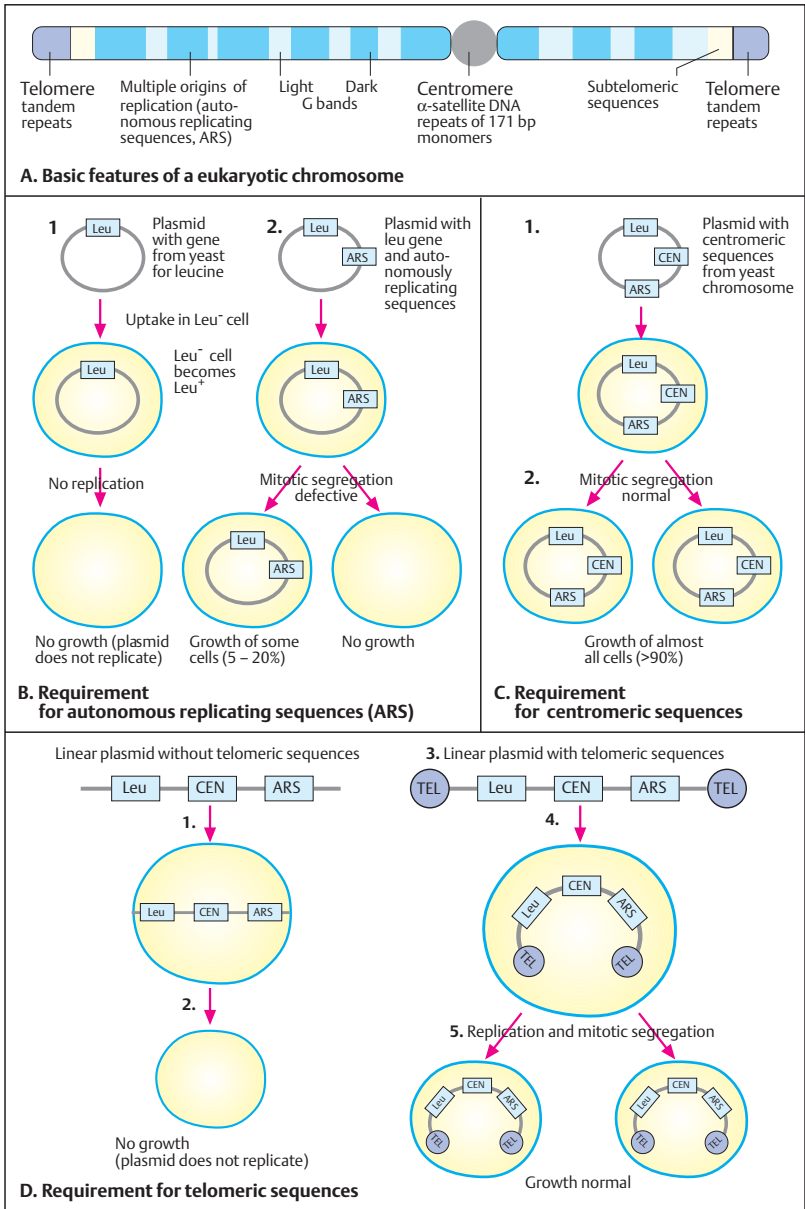 Telomere
tandem
repeats
Multiple origins of
replication (auto-
nomous replicating
sequences, ARS)
Light
Dark
G bands
Centromere
α-satellite DNA
repeats of 171 bp
monomers
Subtelomeric
sequences
Telomere
tandem
repeats
A. Basic features of a eukaryotic chromosome
1
Leu
Plasmid
with gene
from yeast
for leucine
2.
Leu
ARS
Plasmid with
leu gene
and auto-
nomously
replicating
sequences
Uptake in Leu⁻ cell
Leu
Leu⁻ cell
becomes
Leu⁺
Leu
ARS
No replication
Mitotic segregation
defective
Leu
ARS
No growth (plasmid
does not replicate)
Growth of some
cells (5 – 20%)
No growth
B. Requirement
for autonomous replicating sequences (ARS)
1.
Leu
CEN
ARS
Plasmid with
centromeric
sequences
from yeast
chromosome
Leu
CEN
ARS
2.
Mitotic segregation
normal
Leu
CEN
ARS
Leu
CEN
ARS
Growth of almost
all cells (>90%)
C. Requirement
for centromeric sequences
Linear plasmid without telomeric sequences
Leu CEN ARS
1.
Leu CEN ARS
2.
No growth
(plasmid does not replicate)
3. Linear plasmid with telomeric sequences
TEL Leu CEN ARS TEL
4.
TEL Leu CEN ARS TEL
5. Replication and mitotic segregation
TEL Leu CEN ARS TEL
TEL Leu CEN ARS TEL
Growth normal
D. Requirement for telomeric sequences